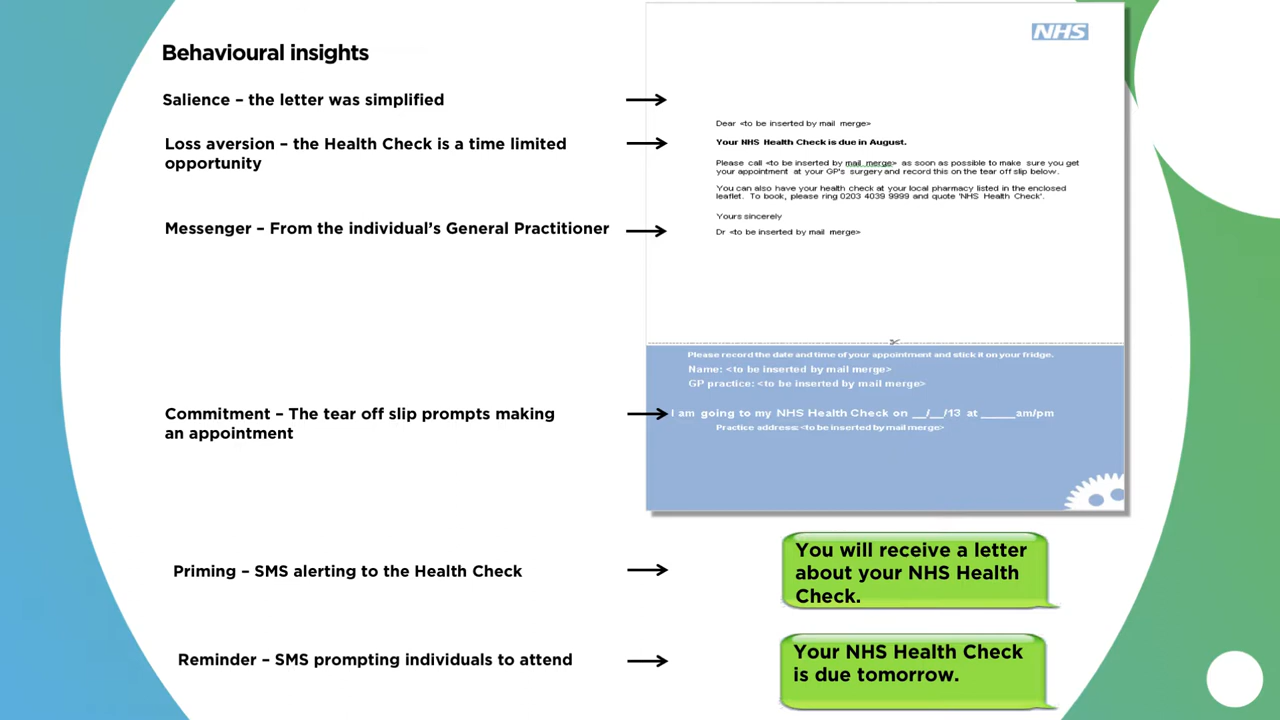 Behavioural insights
Salience – the letter was simplified
Loss aversion – the Health Check is a time limited
opportunity
Messenger – From the individual's General Practitioner
Commitment – The tear off slip prompts making
an appointment
Priming – SMS alerting to the Health Check
Reminder – SMS prompting individuals to attend
NHS
Dear <to be inserted by mail merge>
Your NHS Health Check is due in August.
Please call <to be inserted by mail merge> as soon as possible to make sure you get
your appointment at your GP's surgery and record this on the tear off slip below.
You can also have your health check at your local pharmacy listed in the enclosed
leaflet. To book, please ring 0203 4039 9999 and quote 'NHS Health Check'.
Yours sincerely
Dr <to be inserted by mail merge>
Please record the date and time of your appointment and stick it on your fridge.
Name: <to be inserted by mail merge>
GP practice: <to be inserted by mail merge>
I am going to my NHS Health Check on __/__/13 at _____am/pm
Practice address: <to be inserted by mail merge>
You will receive a letter
about your NHS Health
Check.
Your NHS Health Check
is due tomorrow.